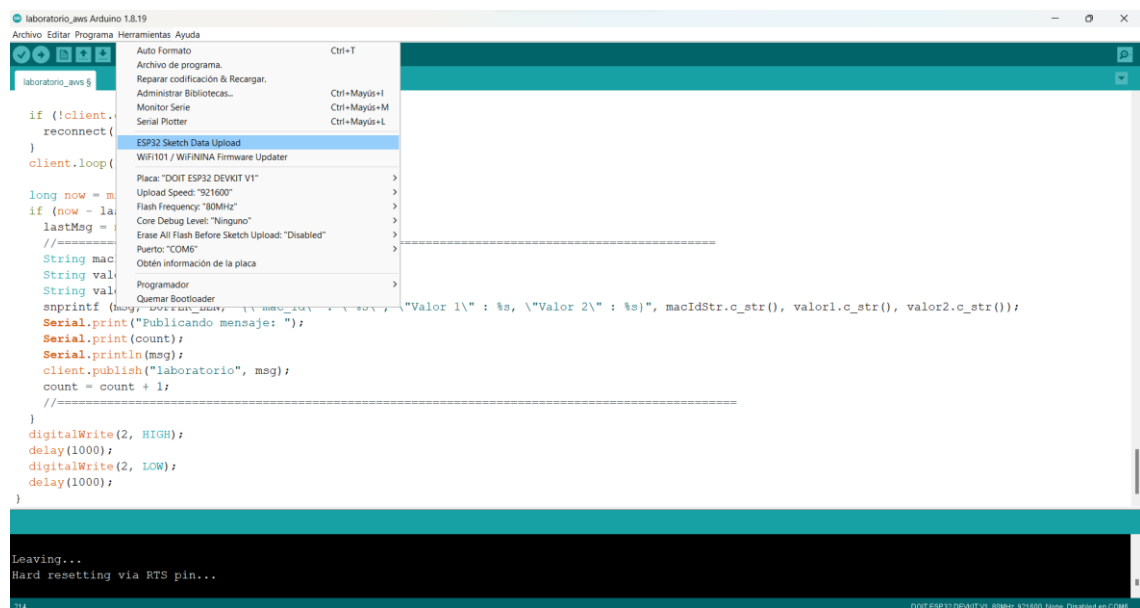 laboratorio_aws Arduino 1.8.19
Archivo Editar Programa Herramientas Ayuda
laboratorio_aws §
Auto Formato Ctrl+T
Archivo de programa.
Reparar codificación & Recargar.
Administrar Bibliotecas... Ctrl+Mayús+I
Monitor Serie Ctrl+Mayús+M
Serial Plotter Ctrl+Mayús+L
ESP32 Sketch Data Upload
WiFi101 / WiFiNINA Firmware Updater
Placa: "DOIT ESP32 DEVKIT V1"
Upload Speed: "921600"
Flash Frequency: "80MHz"
Core Debug Level: "Ninguno"
Erase All Flash Before Sketch Upload: "Disabled"
Puerto: "COM6"
Obtén información de la placa
Programador
Quemar Bootloader
if (!client.
reconnect(
}
client.loop(
long now = m
if (now - la
lastMsg =
//==========
String mac
String val
String val
snprintf (msg, BUFFER_LEN, \"Valor 1\" : %s, \"Valor 2\" : %s}", macIdStr.c_str(), valor1.c_str(), valor2.c_str());
Serial.print("Publicando mensaje: ");
Serial.print(count);
Serial.println(msg);
client.publish("laboratorio", msg);
count = count + 1;
//================================================================================================
}
digitalWrite(2, HIGH);
delay(1000);
digitalWrite(2, LOW);
delay(1000);
}
Leaving...
Hard resetting via RTS pin...
214 DOIT ESP32 DEVKIT V1, 80MHz, 921600, None, Disabled en COM6